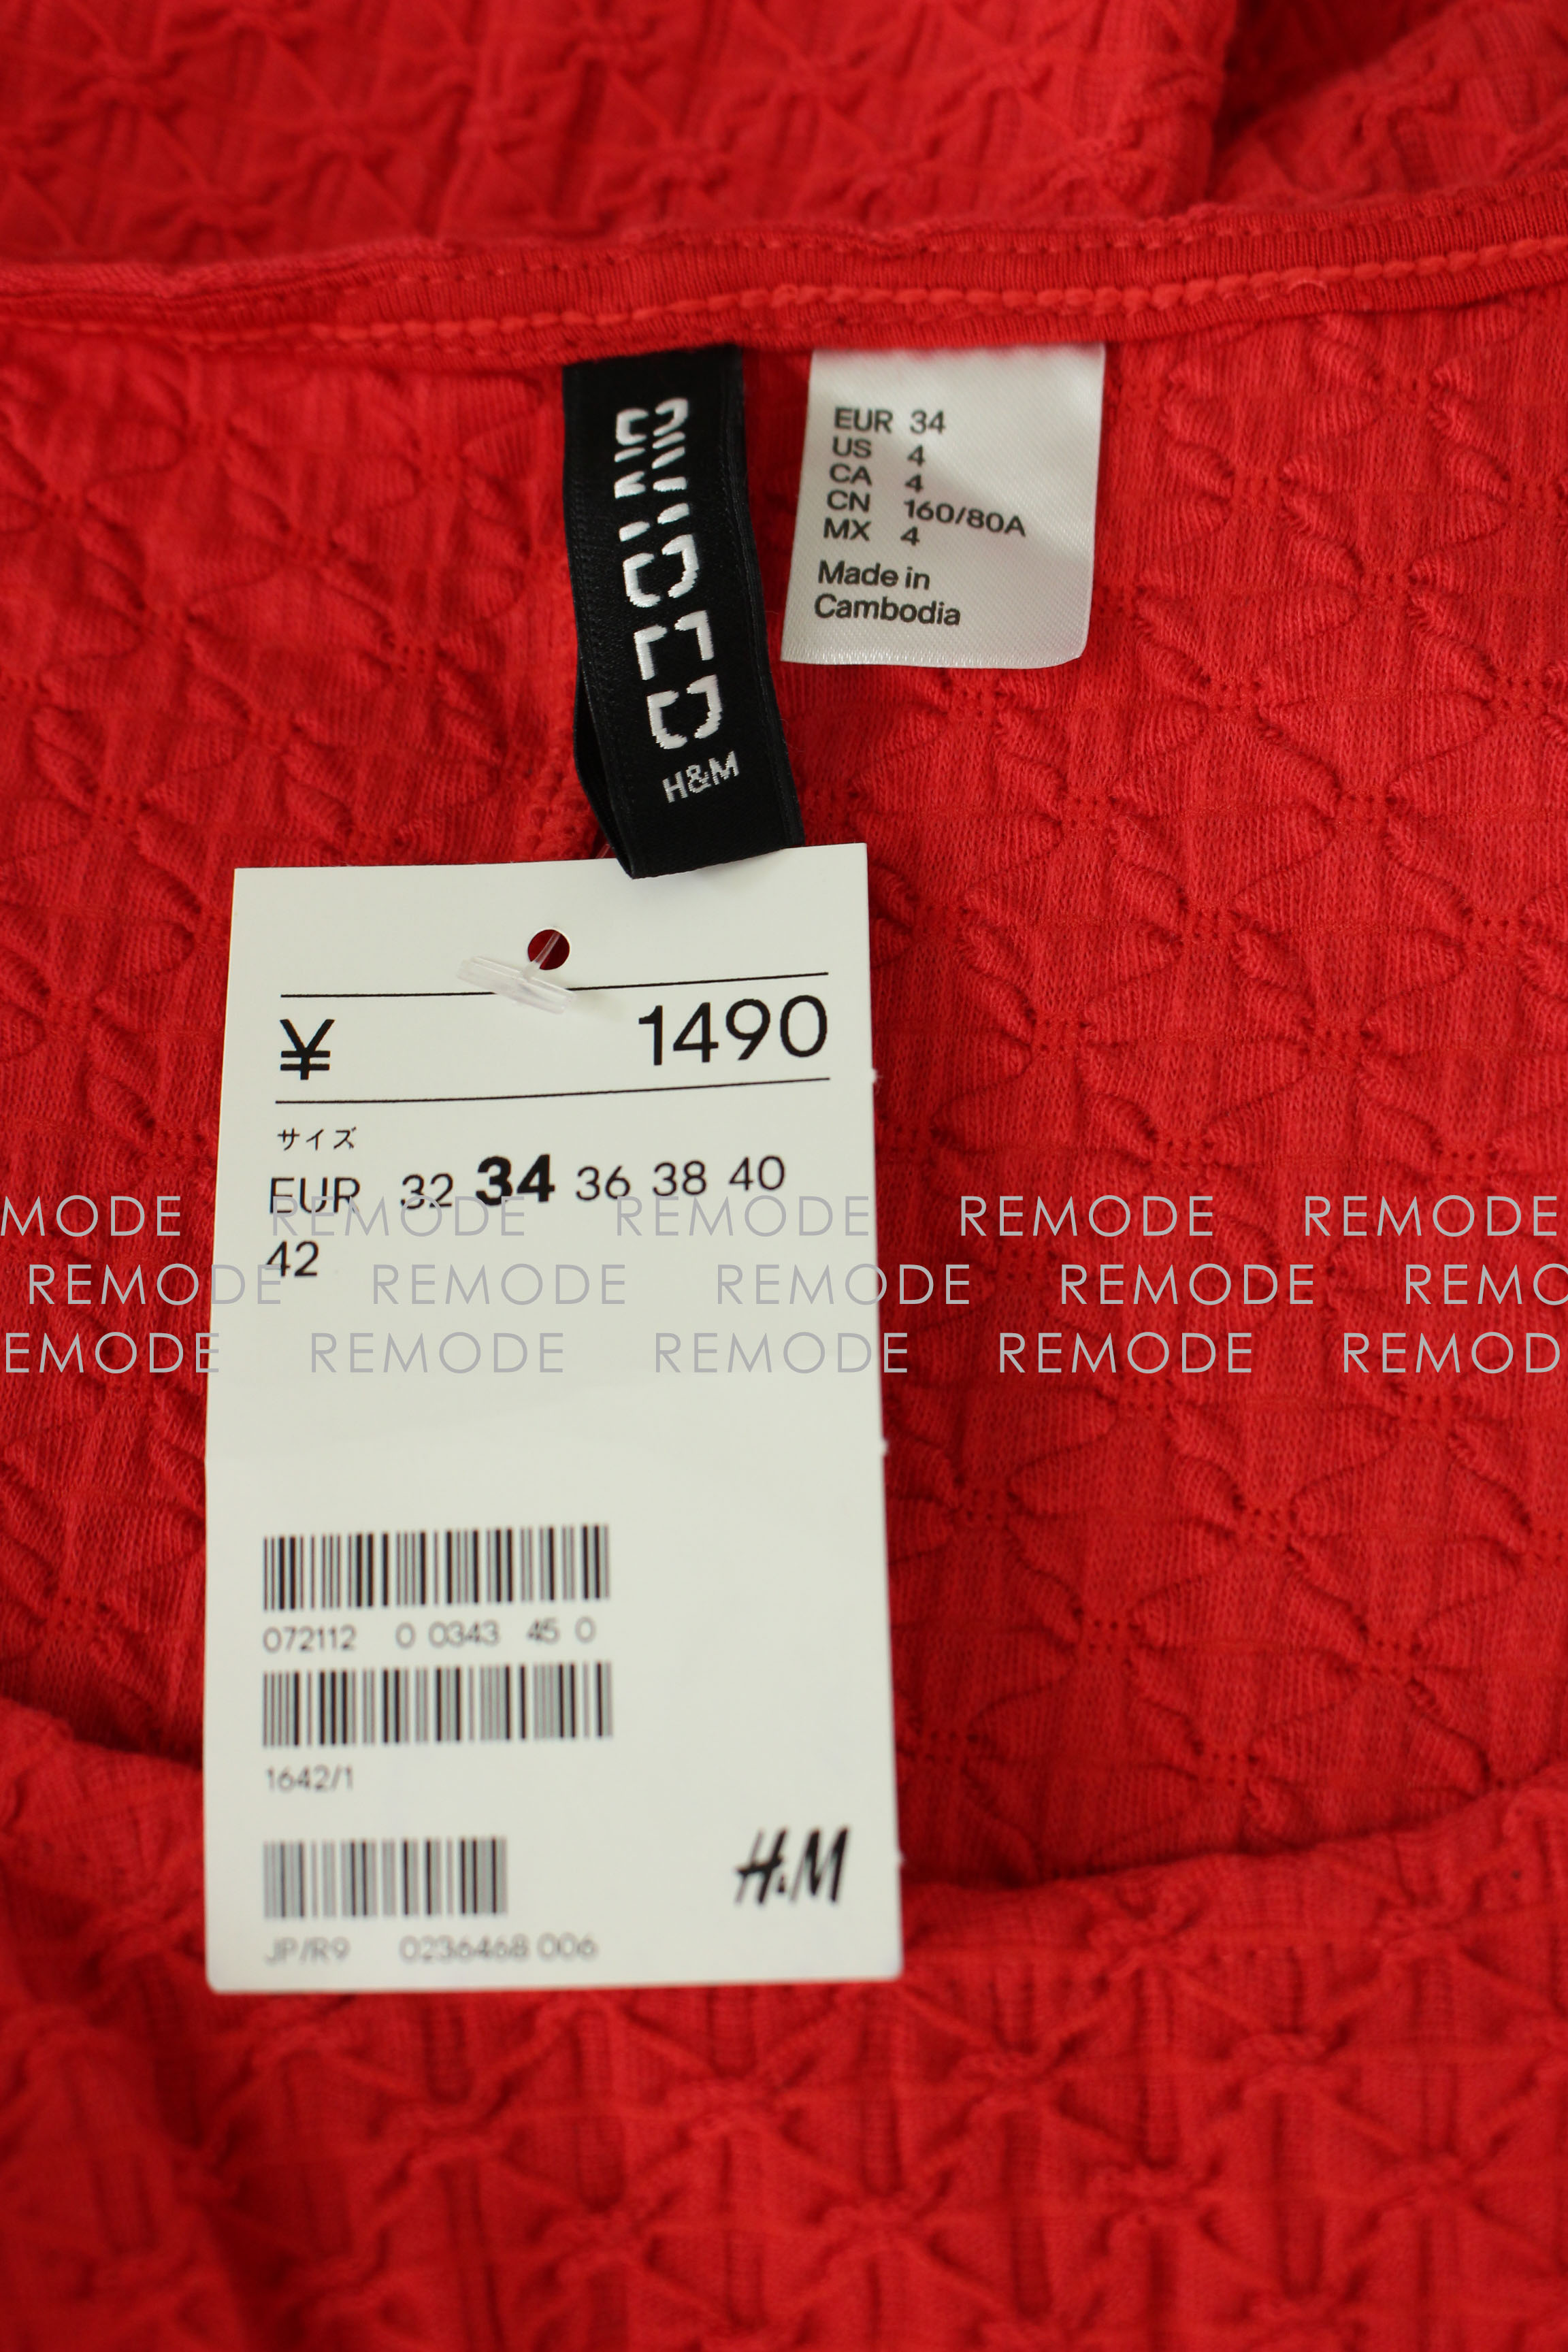 DIVIDED
H&M
EUR 34
US 4
CA 4
CN 160/80A
MX 4
Made in
Cambodia
¥ 1490
サイズ
EUR 32 34 36 38 40
42
MODE REMODE REMODE REMODE REMODE
REMODE REMODE REMODE REMODE REMO
EMODE REMODE REMODE REMODE REMOD
072112 0 0343 45 0
1642/1
H&M
JP/R9 0236468 006